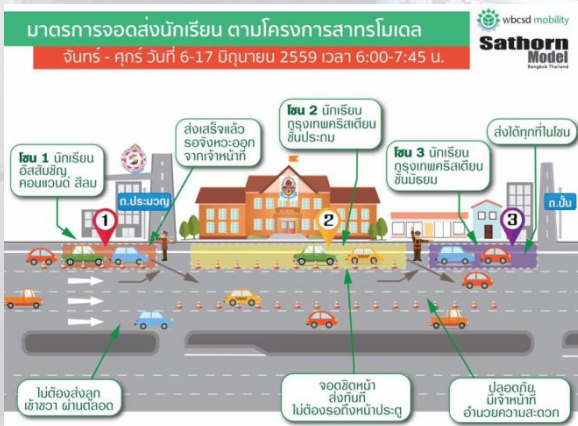 มาตรการจอดส่งนักเรียน ตามโครงการสาทรโมเดล
จันทร์ - ศุกร์ วันที่ 6-17 มิถุนายน 2559 เวลา 6:00-7:45 น.
wbcsd mobility
Sathorn
Model
Bangkok Thailand
โซน 1 นักเรียน
อัสสัมชัญ
คอนแวนต์ สีลม
ส่งเสร็จแล้ว
รอจังหวะออก
จากเจ้าหน้าที่
โซน 2 นักเรียน
กรุงเทพคริสเตียน
ชั้นประถม
โซน 3 นักเรียน
กรุงเทพคริสเตียน
ชั้นมัธยม
ส่งได้ทุกที่ในโซน
ถ.ประมวญ
ถ.ปั้น
1
2
3
ไม่ต้องส่งลูก
เข้าขวา ผ่านตลอด
จอดชิดหน้า
ส่งทันที
ไม่ต้องรอถึงหน้าประตู
ปลอดภัย
มีเจ้าหน้าที่
อำนวยความสะดวก